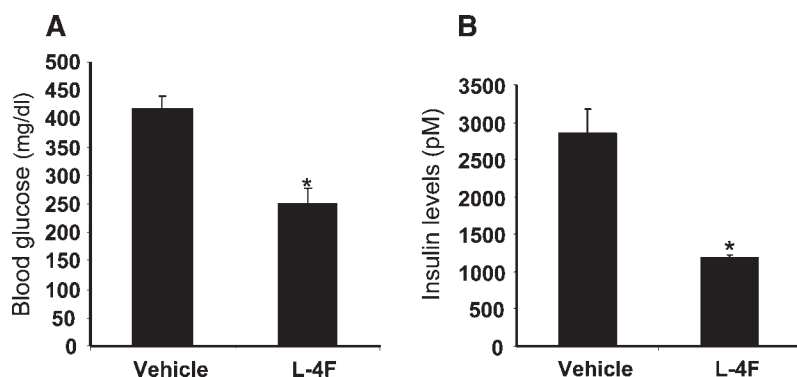 A
Blood glucose (mg/dl)
500
450
400
350
300
250
200
150
100
50
0
*
Vehicle
L-4F
B
Insulin levels (pM)
3500
3000
2500
2000
1500
1000
500
0
*
Vehicle
L-4F